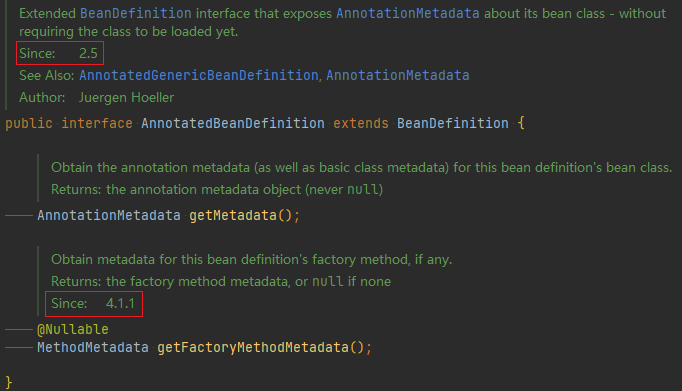 Extended BeanDefinition interface that exposes AnnotationMetadata about its bean class - without
requiring the class to be loaded yet.
Since: 2.5
See Also: AnnotatedGenericBeanDefinition, AnnotationMetadata
Author: Juergen Hoeller
public interface AnnotatedBeanDefinition extends BeanDefinition {
Obtain the annotation metadata (as well as basic class metadata) for this bean definition's bean class.
Returns: the annotation metadata object (never null)
AnnotationMetadata getMetadata();
Obtain metadata for this bean definition's factory method, if any.
Returns: the factory method metadata, or null if none
Since: 4.1.1
@Nullable
MethodMetadata getFactoryMethodMetadata();
}